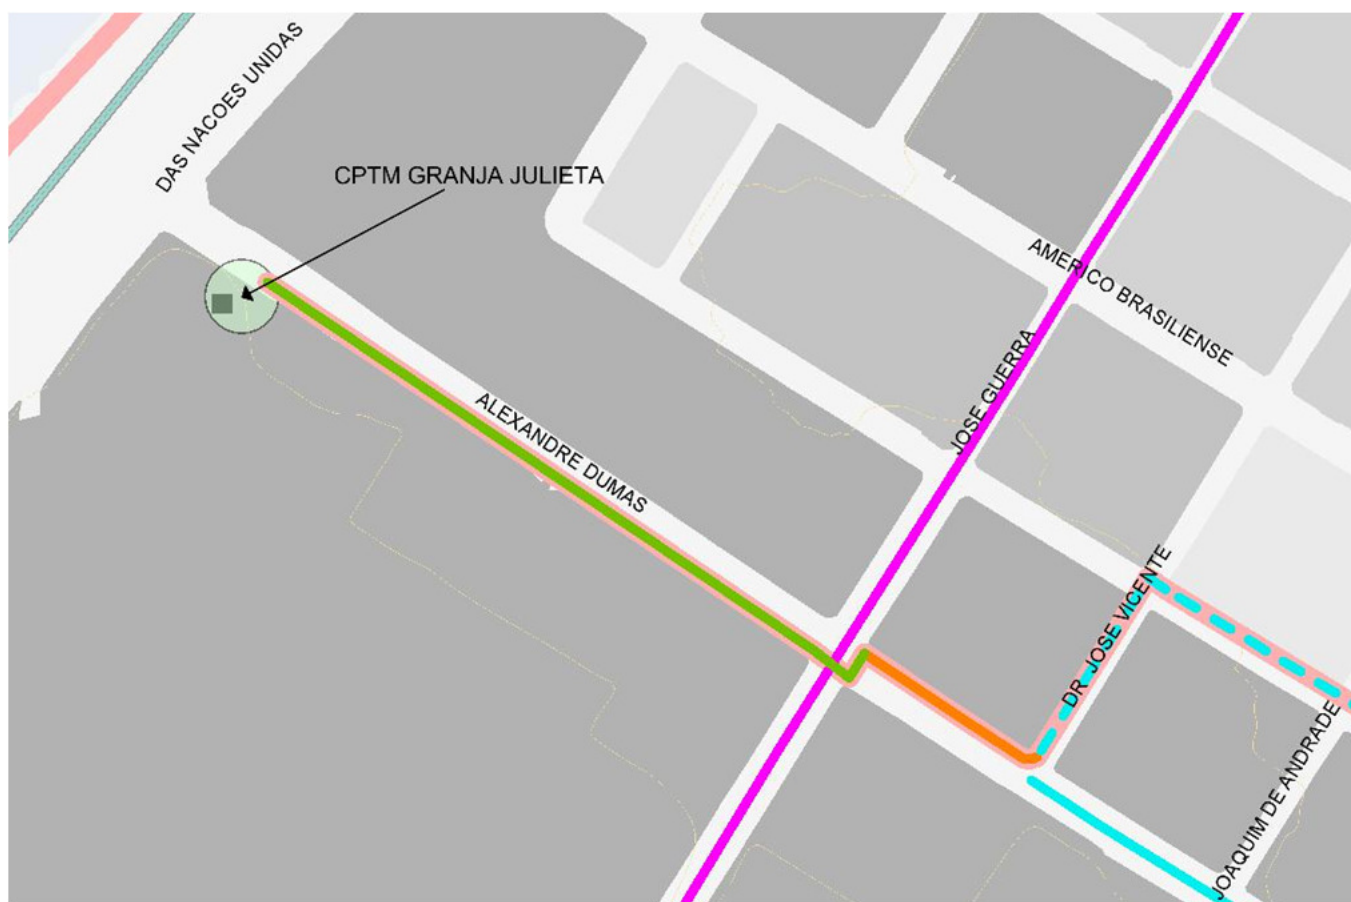 DAS NACOES UNIDAS
CPTM GRANJA JULIETA
AMERICO BRASILIENSE
JOSE GUERRA
ALEXANDRE DUMAS
DR JOSE VICENTE
JOAQUIM DE ANDRADE